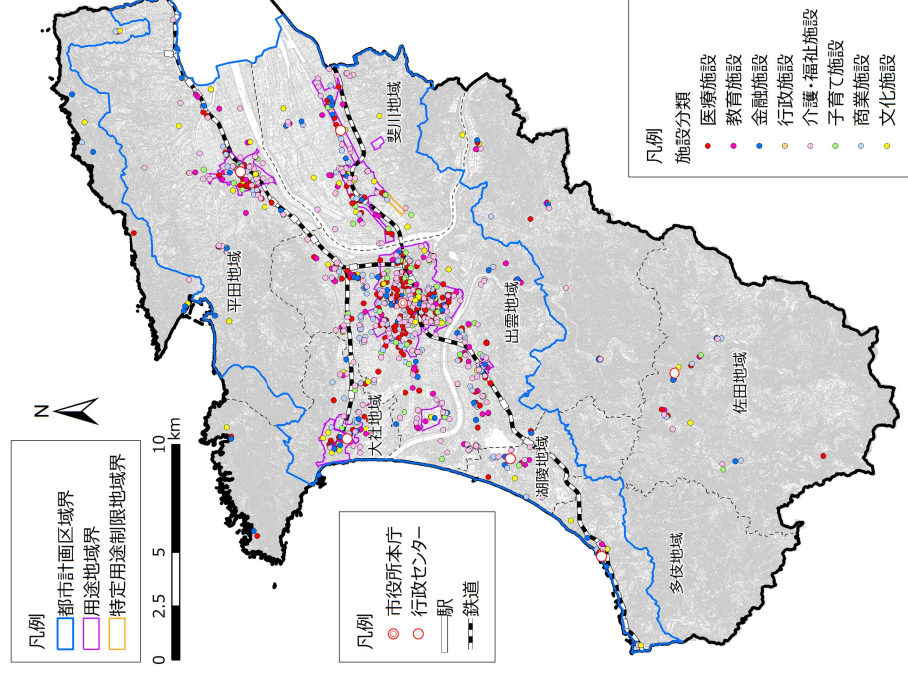 凡例
都市計画区域界
用途地域界
特定用途制限地域界
0
2.5
5
10
km
N
凡例
市役所本庁
行政センター
駅
鉄道
平田地域
斐川地域
大社地域
出雲地域
湖陵地域
多伎地域
佐田地域
凡例
施設分類
医療施設
教育施設
金融施設
行政施設
介護・福祉施設
子育て施設
商業施設
文化施設